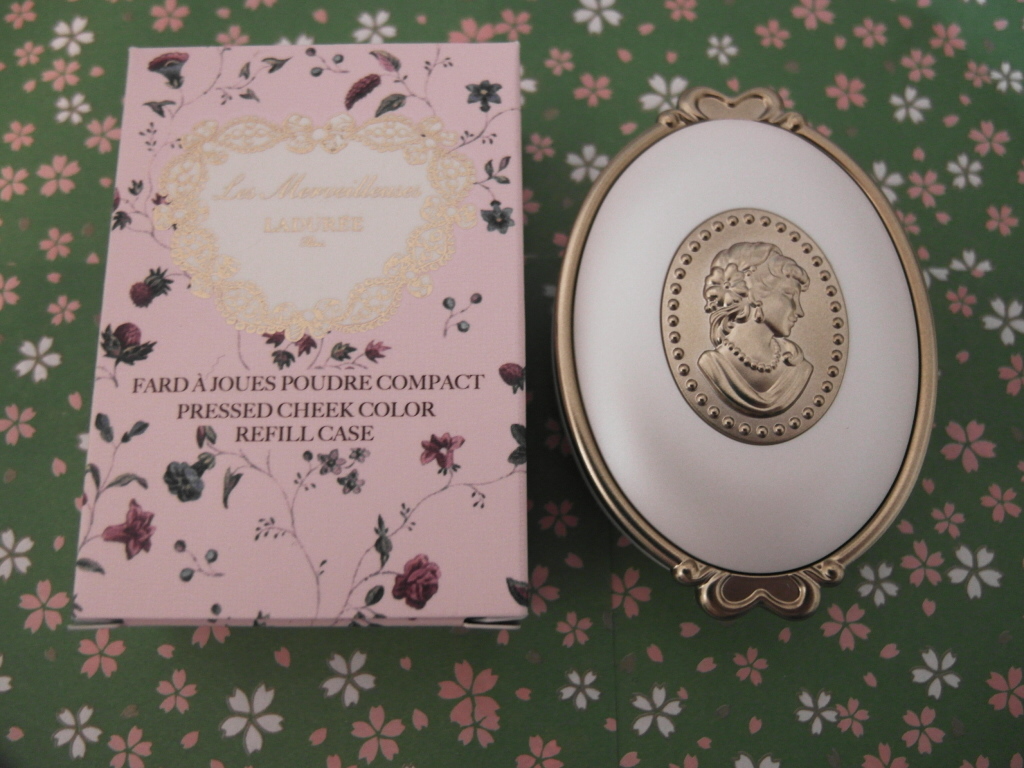 Les Merveilleuses
LADURÉE
FARD À JOUES POUDRE COMPACT
PRESSED CHEEK COLOR
REFILL CASE